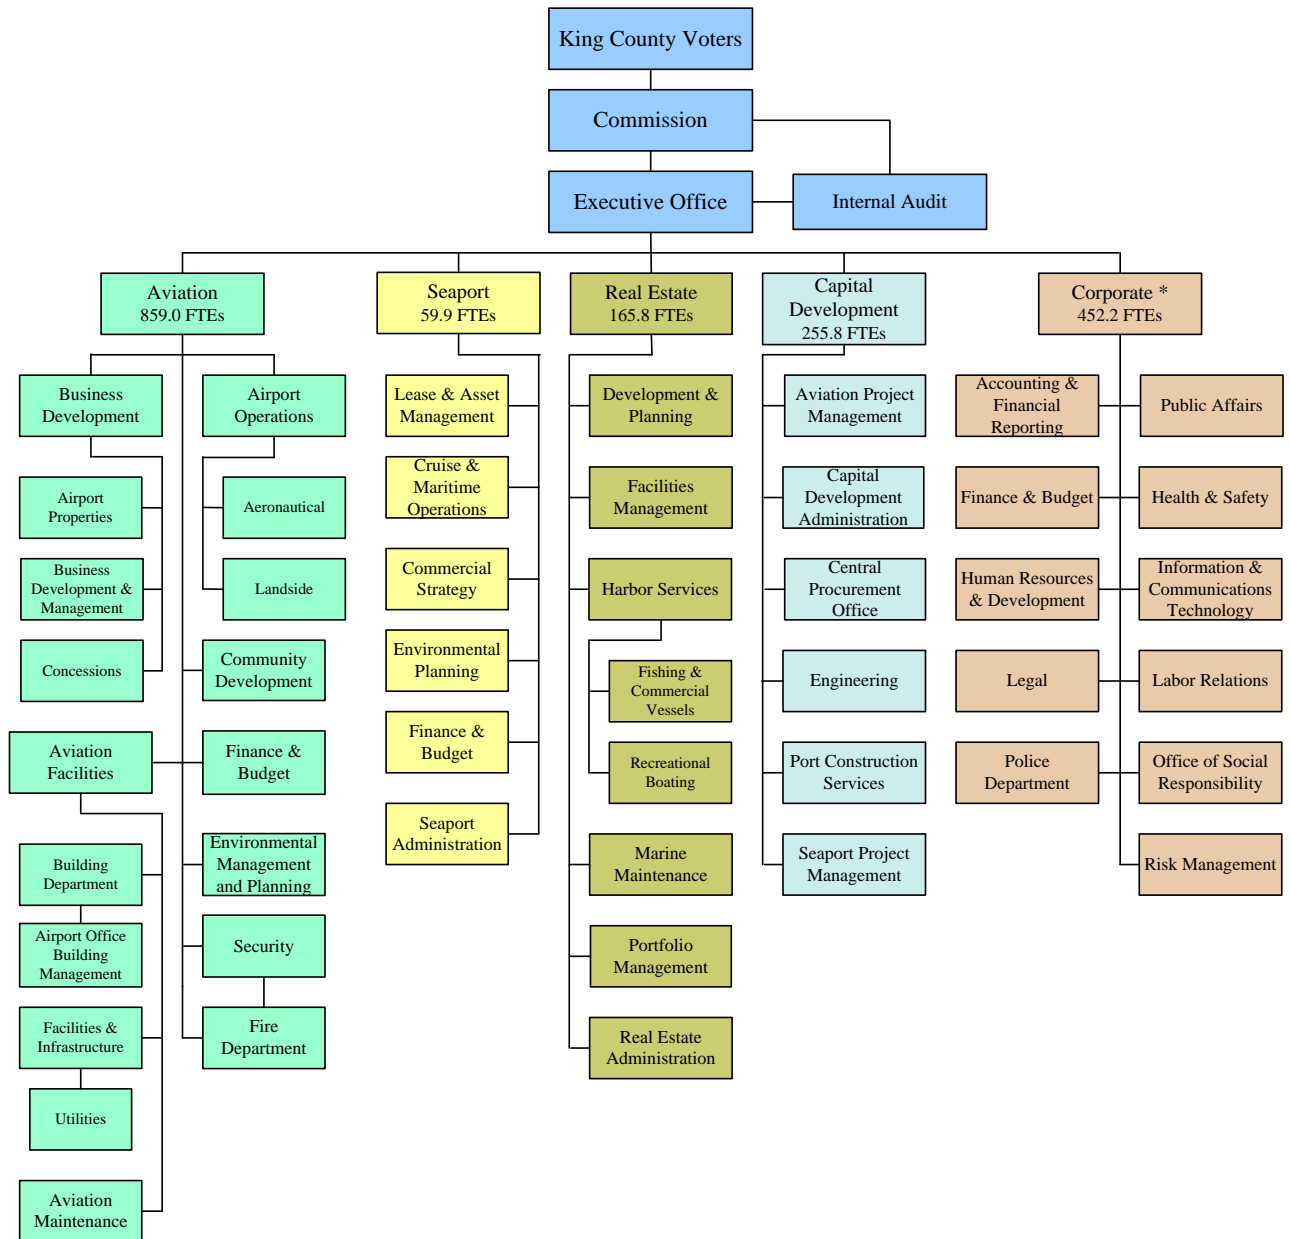 King County Voters
Commission
Executive Office
Internal Audit
Aviation
859.0 FTEs
Seaport
59.9 FTEs
Real Estate
165.8 FTEs
Capital
Development
255.8 FTEs
Corporate *
452.2 FTEs
Business
Development
Airport
Operations
Airport
Properties
Aeronautical
Business
Development &
Management
Landside
Concessions
Community
Development
Aviation
Facilities
Finance &
Budget
Building
Department
Environmental
Management
and Planning
Airport Office
Building
Management
Security
Facilities &
Infrastructure
Fire
Department
Utilities
Aviation
Maintenance
Lease & Asset
Management
Cruise &
Maritime
Operations
Commercial
Strategy
Environmental
Planning
Finance &
Budget
Seaport
Administration
Development &
Planning
Facilities
Management
Harbor Services
Fishing &
Commercial
Vessels
Recreational
Boating
Marine
Maintenance
Portfolio
Management
Real Estate
Administration
Aviation Project
Management
Capital
Development
Administration
Central
Procurement
Office
Engineering
Port Construction
Services
Seaport Project
Management
Accounting &
Financial
Reporting
Public Affairs
Finance & Budget
Health & Safety
Human Resources
& Development
Information &
Communications
Technology
Legal
Labor Relations
Police
Department
Office of Social
Responsibility
Risk Management